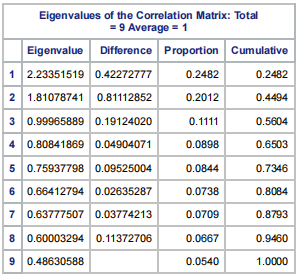 Eigenvalues of the Correlation Matrix: Total
= 9 Average = 1
Eigenvalue Difference Proportion Cumulative
1 2.23351519 0.42272777 0.2482 0.2482
2 1.81078741 0.81112852 0.2012 0.4494
3 0.99965889 0.19124020 0.1111 0.5604
4 0.80841869 0.04904071 0.0898 0.6503
5 0.75937798 0.09525004 0.0844 0.7346
6 0.66412794 0.02635287 0.0738 0.8084
7 0.63777507 0.03774213 0.0709 0.8793
8 0.60003294 0.11372706 0.0667 0.9460
9 0.48630588 0.0540 1.0000